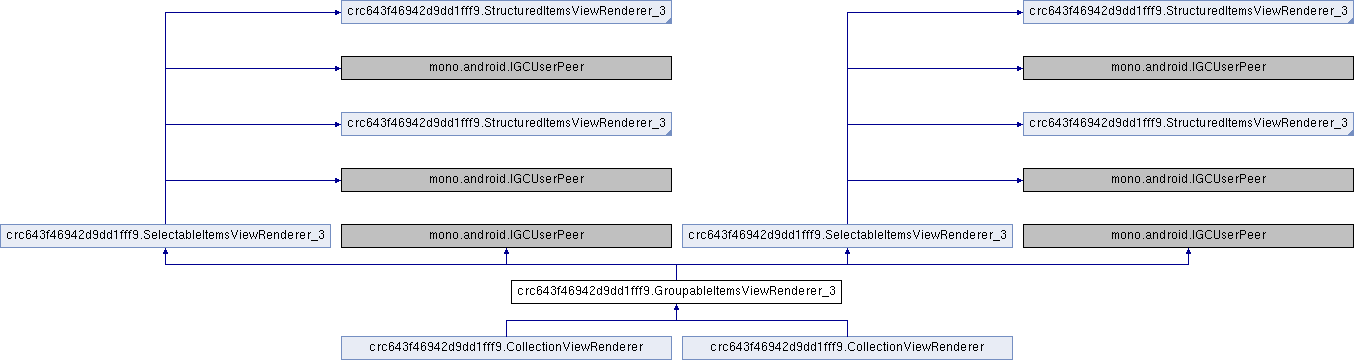 crc643f46942d9dd1fff9.StructuredItemsViewRenderer_3
crc643f46942d9dd1fff9.StructuredItemsViewRenderer_3
mono.android.IGCUserPeer
mono.android.IGCUserPeer
crc643f46942d9dd1fff9.StructuredItemsViewRenderer_3
crc643f46942d9dd1fff9.StructuredItemsViewRenderer_3
mono.android.IGCUserPeer
mono.android.IGCUserPeer
crc643f46942d9dd1fff9.SelectableItemsViewRenderer_3
mono.android.IGCUserPeer
crc643f46942d9dd1fff9.SelectableItemsViewRenderer_3
mono.android.IGCUserPeer
crc643f46942d9dd1fff9.GroupableItemsViewRenderer_3
crc643f46942d9dd1fff9.CollectionViewRenderer
crc643f46942d9dd1fff9.CollectionViewRenderer